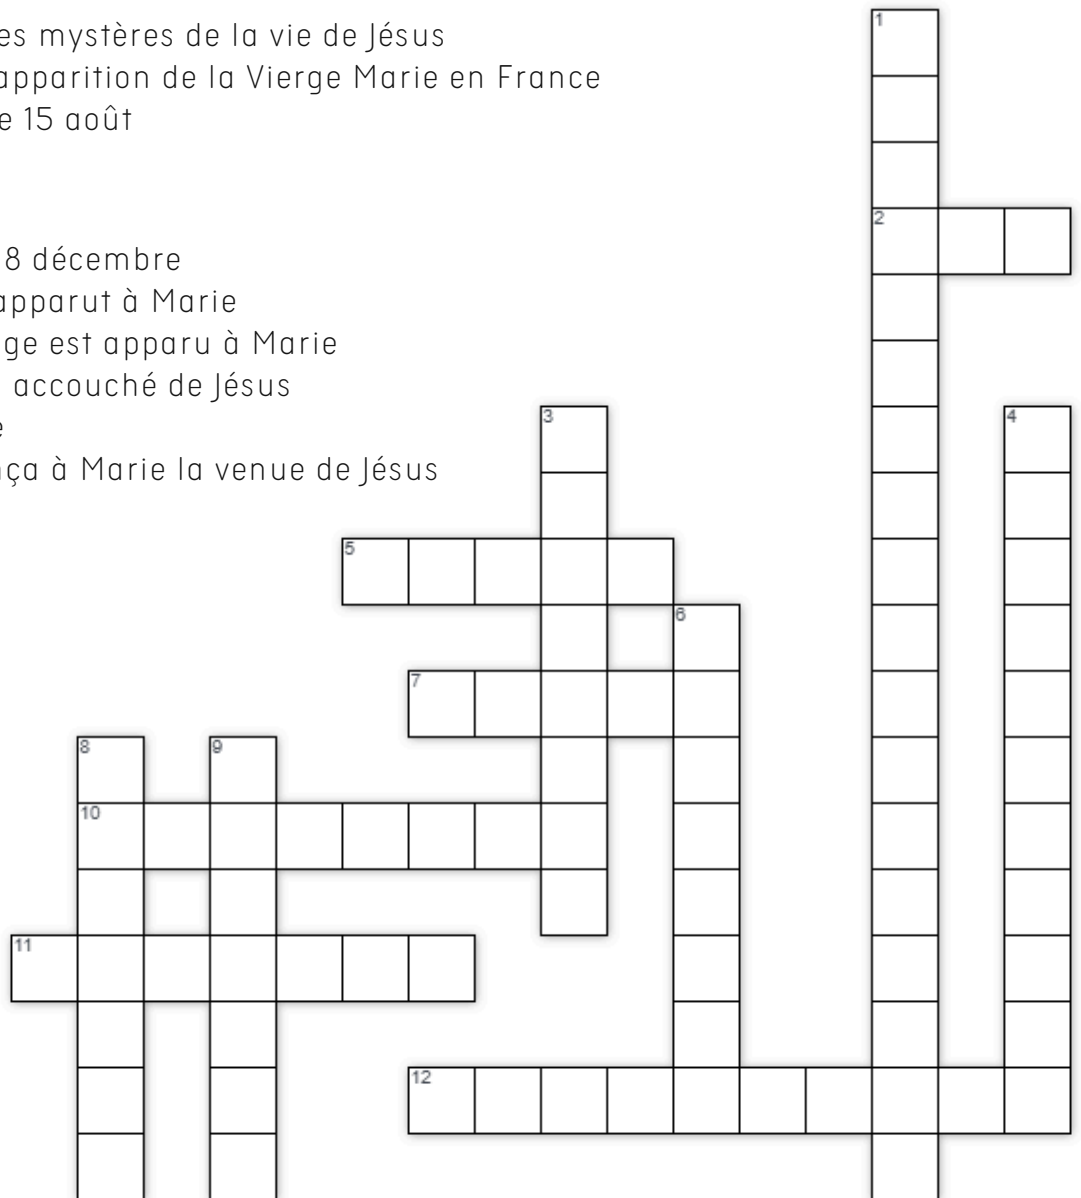 es mystères de la vie de Jésus
apparition de la Vierge Marie en France
e 15 août
8 décembre
apparut à Marie
ge est apparu à Marie
accouché de Jésus
e
ça à Marie la venue de Jésus
1
2
3
4
5
6
7
8
9
10
11
12